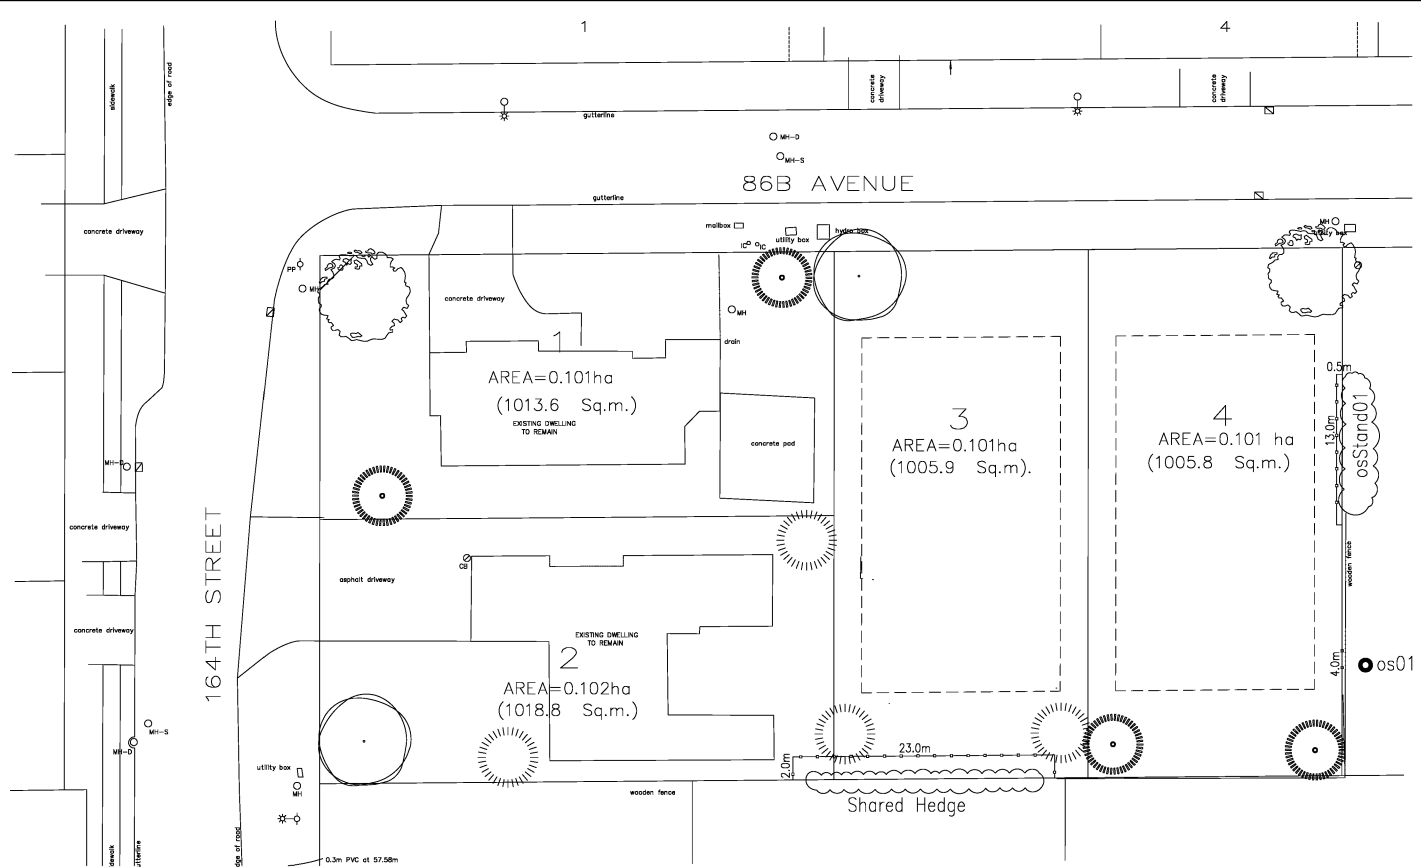 1
4
sidewalk
edge of road
concrete
driveway
concrete
driveway
gutterline
MH-D
MH-S
86B AVENUE
gutterline
concrete driveway
mailbox
utility box
hydro box
IC
IC
MH
utility box
PP
MH
concrete driveway
MH
drain
1
AREA=0.101ha
(1013.6 Sq.m.)
EXISTING DWELLING
TO REMAIN
concrete pad
3
AREA=0.101ha
(1005.9 Sq.m).
4
AREA=0.101 ha
(1005.8 Sq.m.)
0.5m
13.0m
osStand01
MH-D
concrete driveway
164TH STREET
CB
asphalt driveway
wooden fence
concrete driveway
EXISTING DWELLING
TO REMAIN
2
AREA=0.102ha
(1018.8 Sq.m.)
4.0m
os01
MH-S
MH-D
utility box
MH
2.0m
23.0m
wooden fence
Shared Hedge
sidewalk
gutterline
edge of road
0.3m PVC at 57.58m